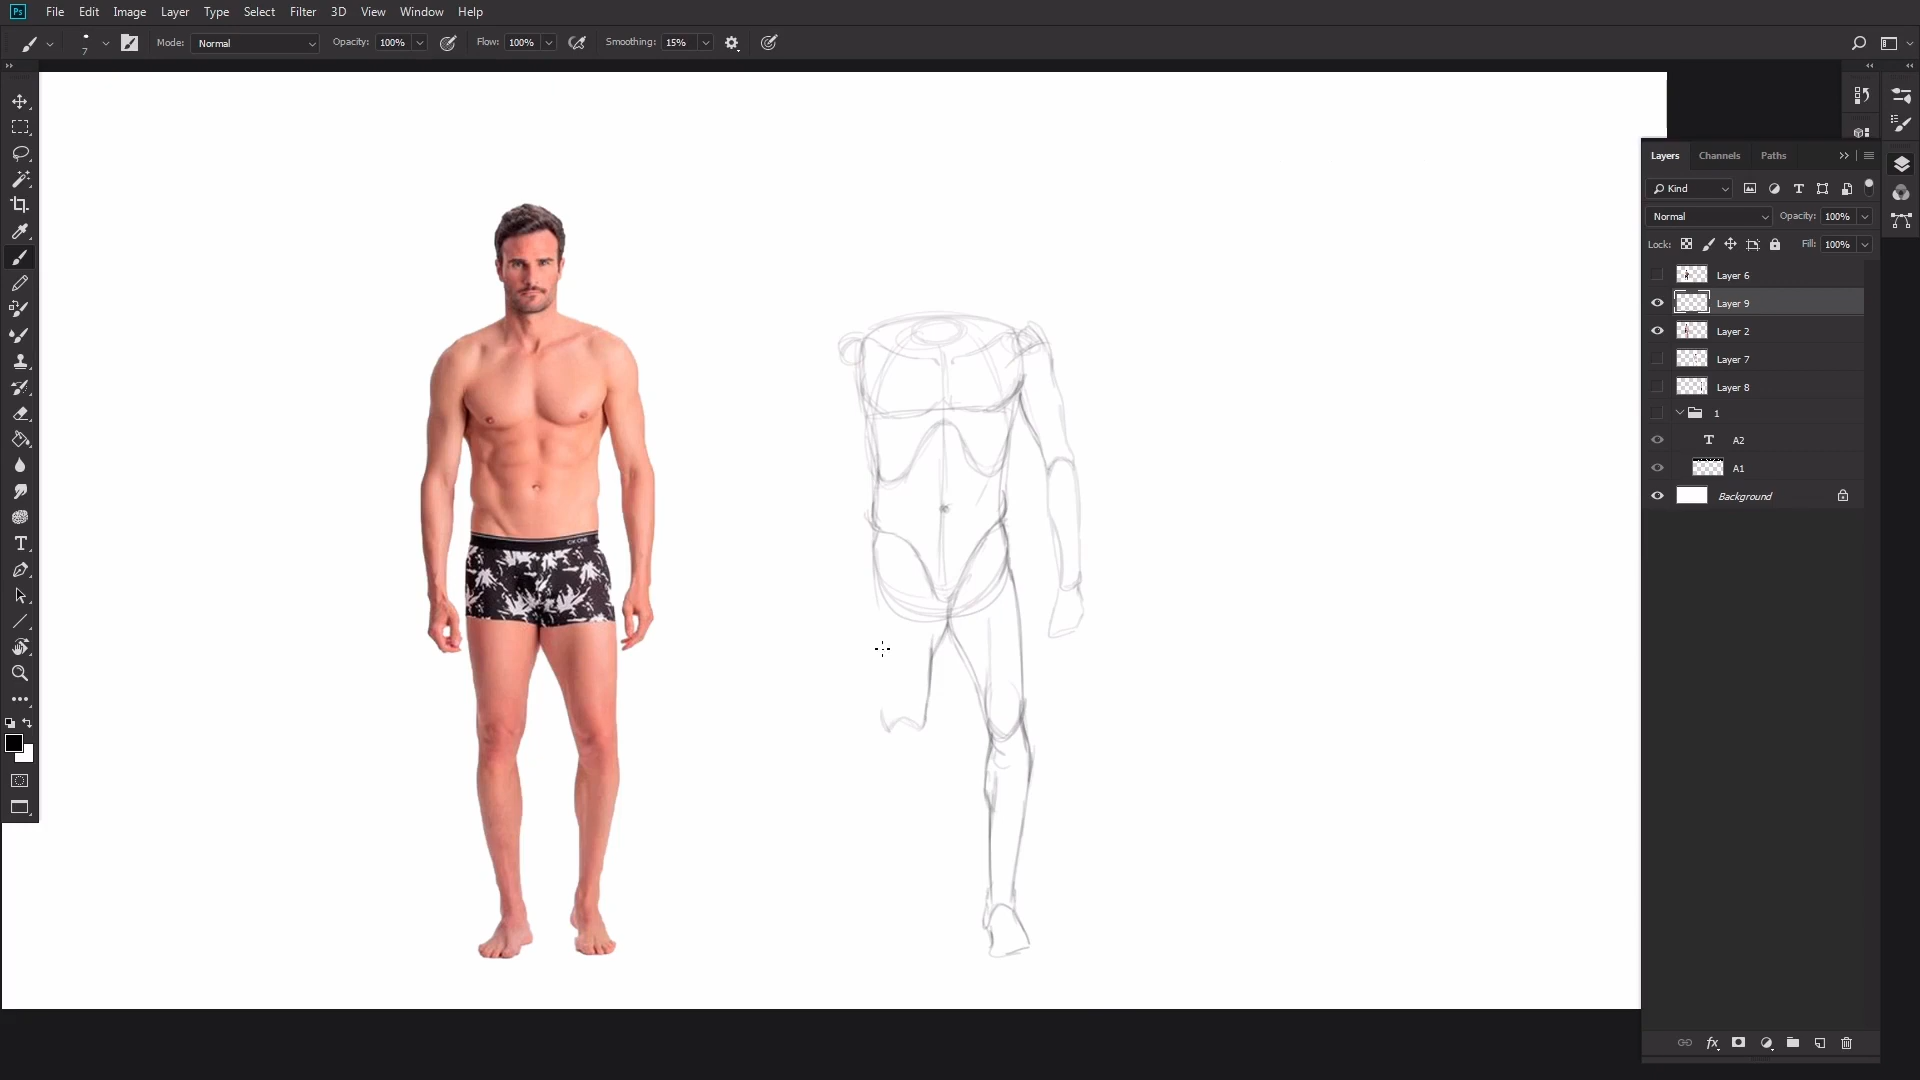 Ps File Edit Image Layer Type Select Filter 3D View Window Help
7 Mode: Normal Opacity: 100% Flow: 100% Smoothing: 15%
Layers Channels Paths
Kind T
Normal Opacity: 100%
Lock: Fill: 100%
Layer 6
Layer 9
Layer 2
Layer 7
Layer 8
1
T A2
A1
Background
T
fx